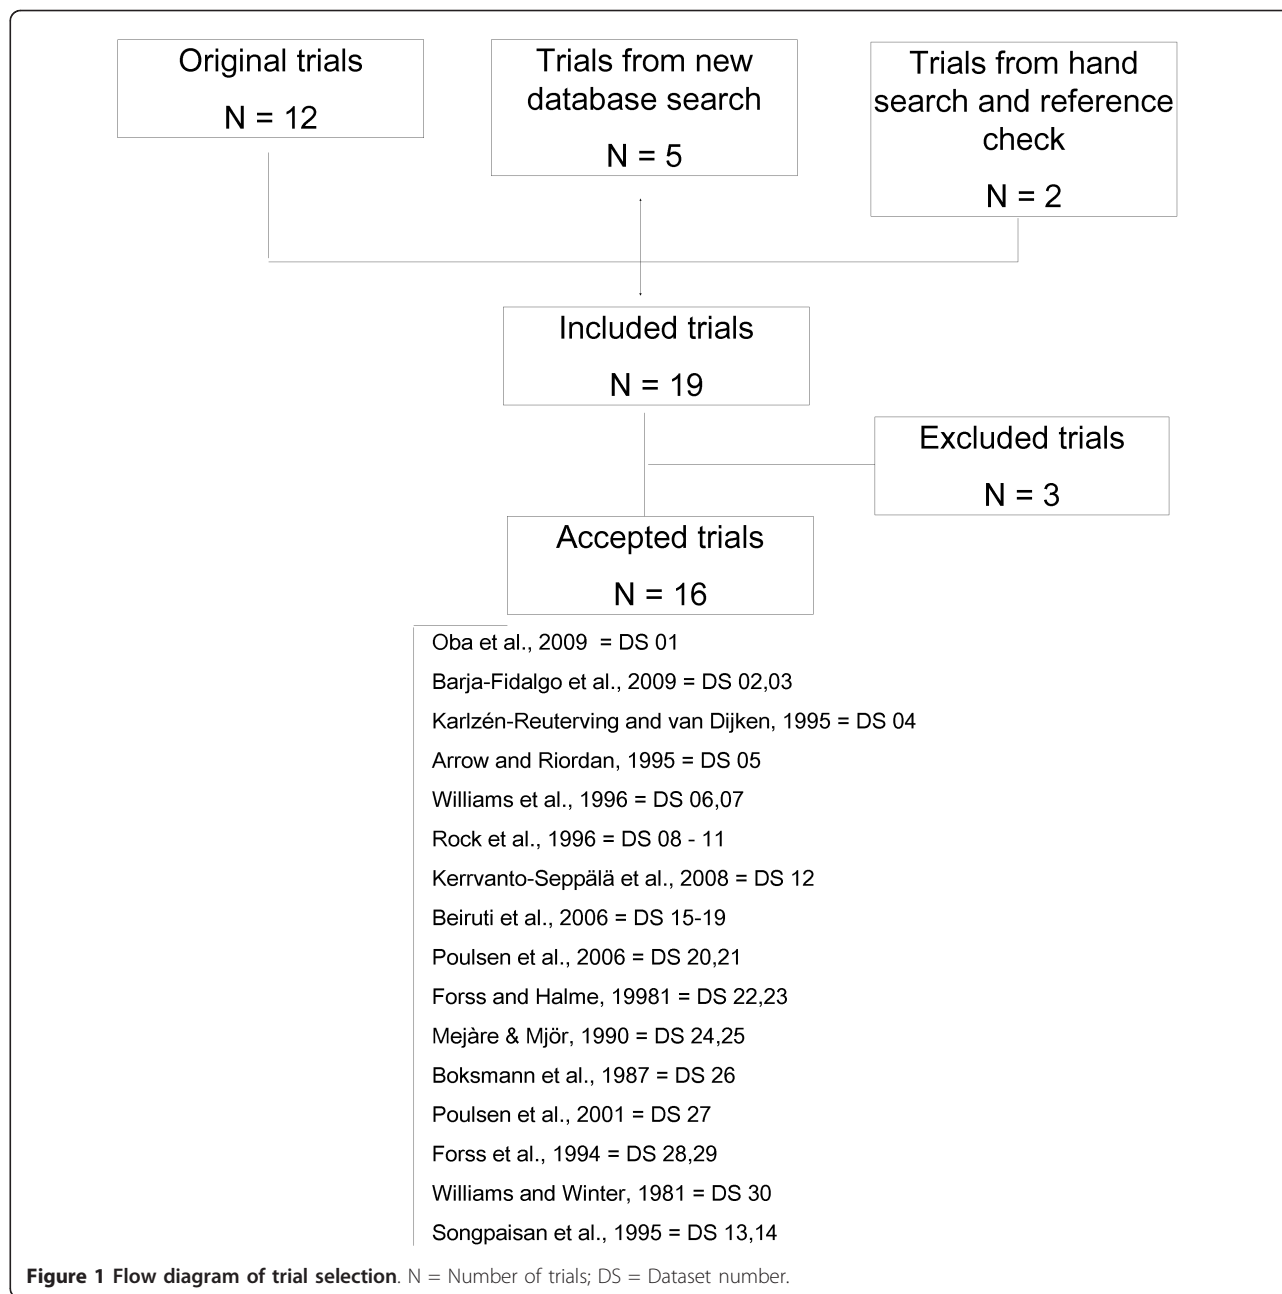 Original trials
N = 12
Trials from new
database search
N = 5
Trials from hand
search and reference
check
N = 2
Included trials
N = 19
Excluded trials
N = 3
Accepted trials
N = 16
Oba et al., 2009  = DS 01
Barja-Fidalgo et al., 2009 = DS 02,03
Karlzén-Reuterving and van Dijken, 1995 = DS 04
Arrow and Riordan, 1995 = DS 05
Williams et al., 1996 = DS 06,07
Rock et al., 1996 = DS 08 - 11
Kerrvanto-Seppälä et al., 2008 = DS 12
Beiruti et al., 2006 = DS 15-19
Poulsen et al., 2006 = DS 20,21
Forss and Halme, 19981 = DS 22,23
Mejàre & Mjör, 1990 = DS 24,25
Boksmann et al., 1987 = DS 26
Poulsen et al., 2001 = DS 27
Forss et al., 1994 = DS 28,29
Williams and Winter, 1981 = DS 30
Songpaisan et al., 1995 = DS 13,14
Figure 1 Flow diagram of trial selection. N = Number of trials; DS = Dataset number.